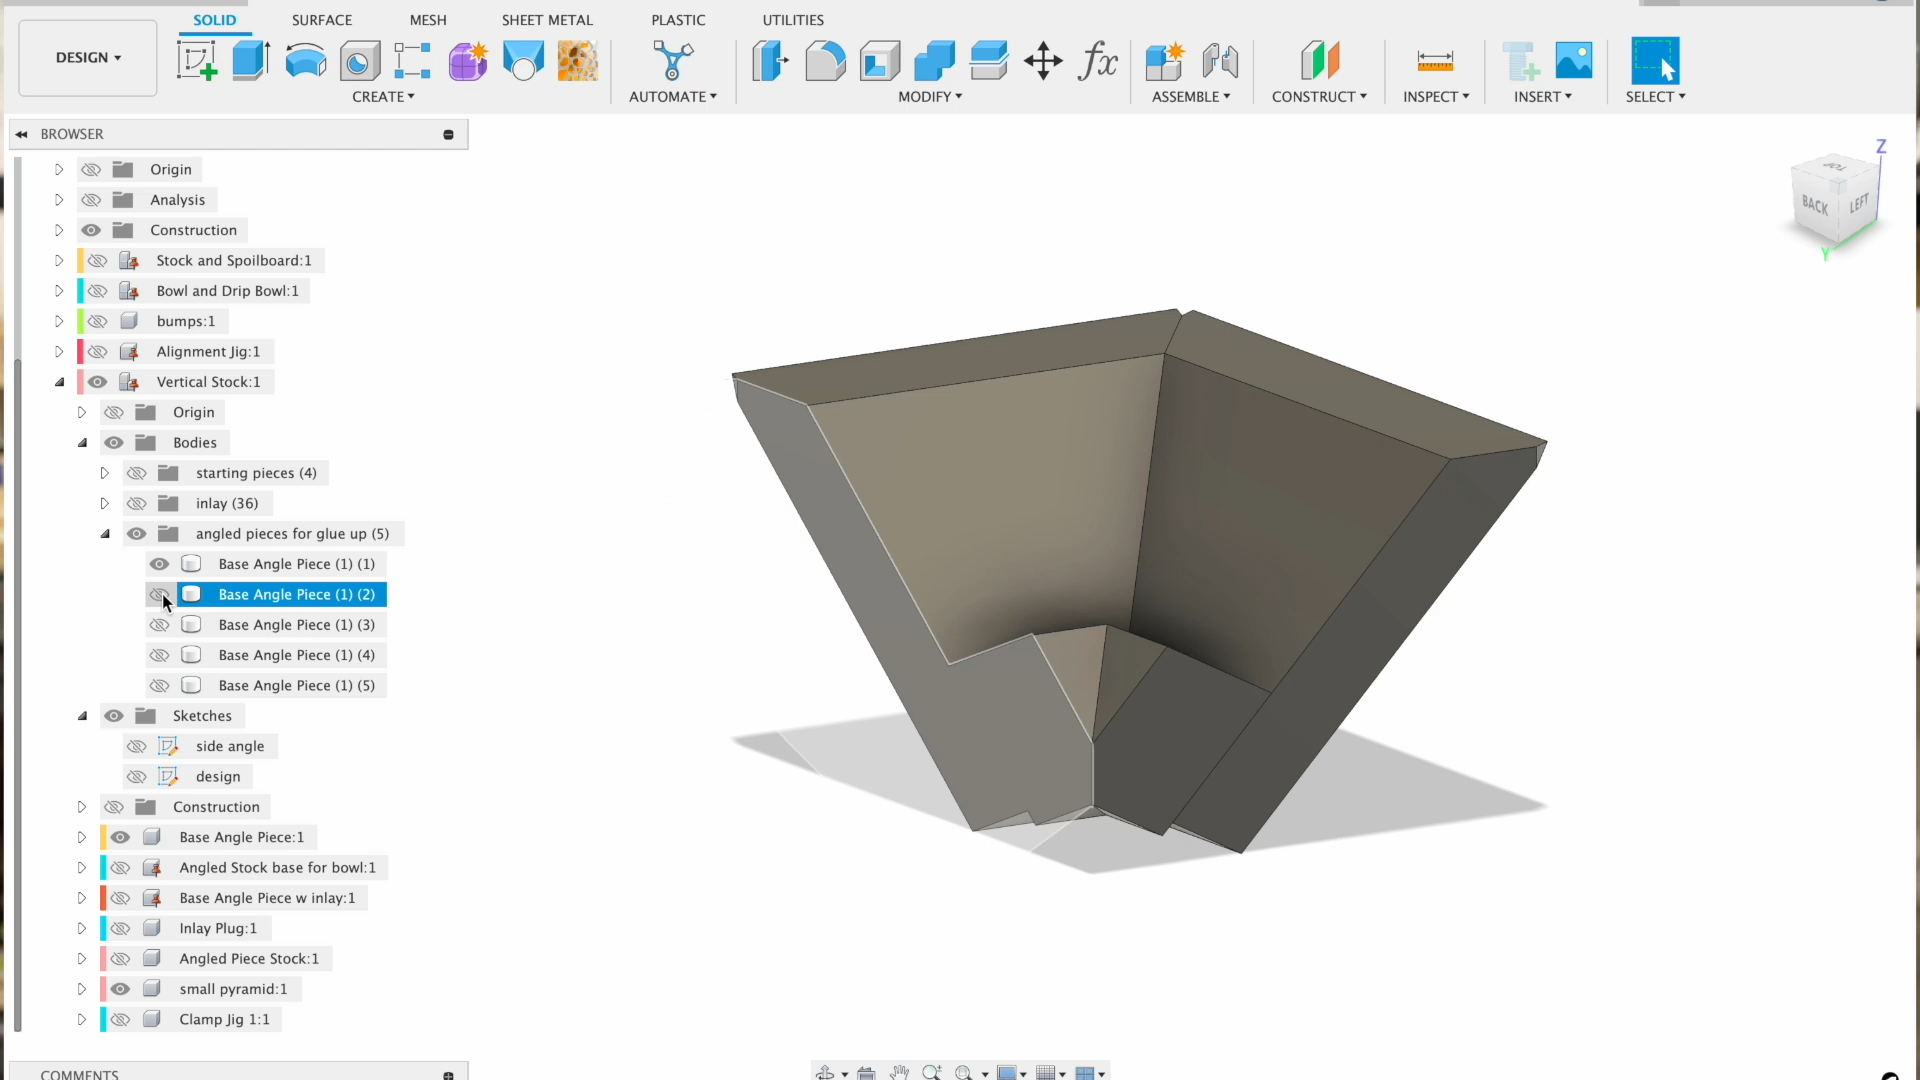 SOLID SURFACE MESH SHEET METAL PLASTIC UTILITIES
DESIGN
CREATE AUTOMATE MODIFY ASSEMBLE CONSTRUCT INSPECT INSERT SELECT
fx
BROWSER
Origin
Analysis
Construction
Stock and Spoilboard:1
Bowl and Drip Bowl:1
bumps:1
Alignment Jig:1
Vertical Stock:1
Origin
Bodies
starting pieces (4)
inlay (36)
angled pieces for glue up (5)
Base Angle Piece (1) (1)
Base Angle Piece (1) (2)
Base Angle Piece (1) (3)
Base Angle Piece (1) (4)
Base Angle Piece (1) (5)
Sketches
side angle
design
Construction
Base Angle Piece:1
Angled Stock base for bowl:1
Base Angle Piece w inlay:1
Inlay Plug:1
Angled Piece Stock:1
small pyramid:1
Clamp Jig 1:1
COMMENTS
Z
TOP
BACK LEFT
Y